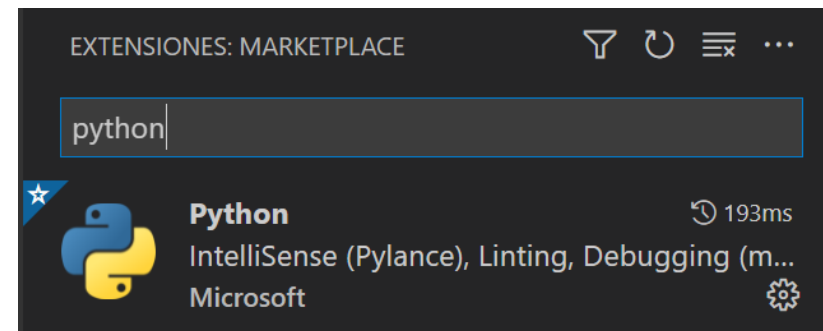 EXTENSIONES: MARKETPLACE
python
Python 193ms
IntelliSense (Pylance), Linting, Debugging (m...
Microsoft